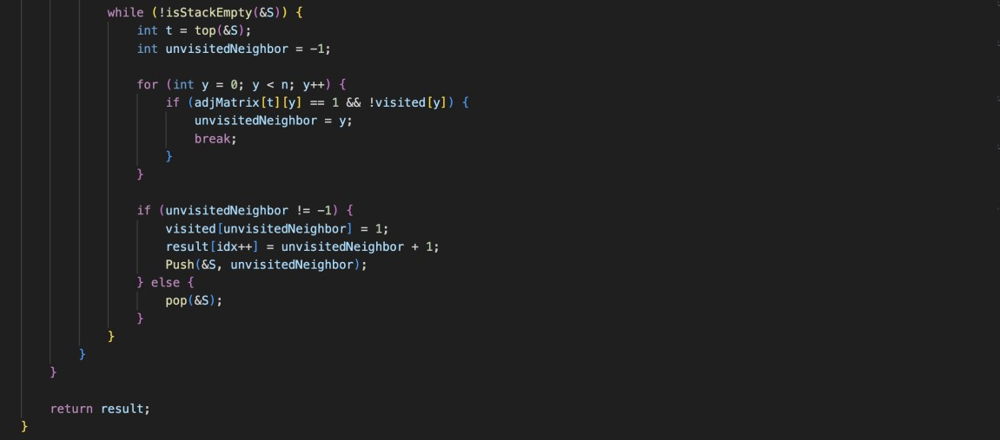 while (!isStackEmpty(&S)) {
int t = top(&S);
int unvisitedNeighbor = -1;
for (int y = 0; y < n; y++) {
if (adjMatrix[t][y] == 1 && !visited[y]) {
unvisitedNeighbor = y;
break;
}
}
if (unvisitedNeighbor != -1) {
visited[unvisitedNeighbor] = 1;
result[idx++] = unvisitedNeighbor + 1;
Push(&S, unvisitedNeighbor);
} else {
pop(&S);
}
}
}
}
return result;
}